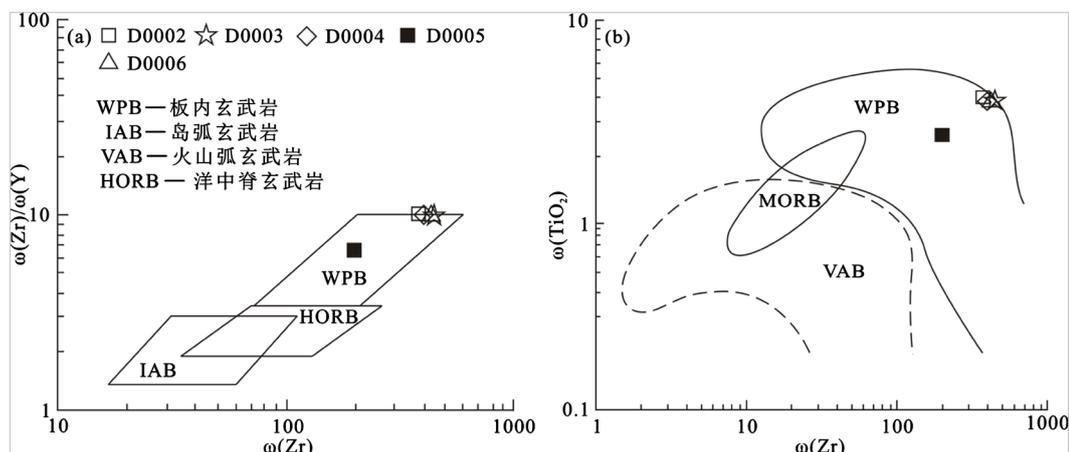 100
(a) □ D0002 ☆ D0003 ◇ D0004 ■ D0005
△ D0006
WPB—板内玄武岩
IAB—岛弧玄武岩
VAB—火山弧玄武岩
HORB—洋中脊玄武岩
ω(Zr)/ω(Y)
10
WPB
HORB
IAB
1
10 100 1000
ω(Zr)
10
(b)
WPB
ω(TiO₂)
1
MORB
VAB
0.1
1 10 100 1000
ω(Zr)